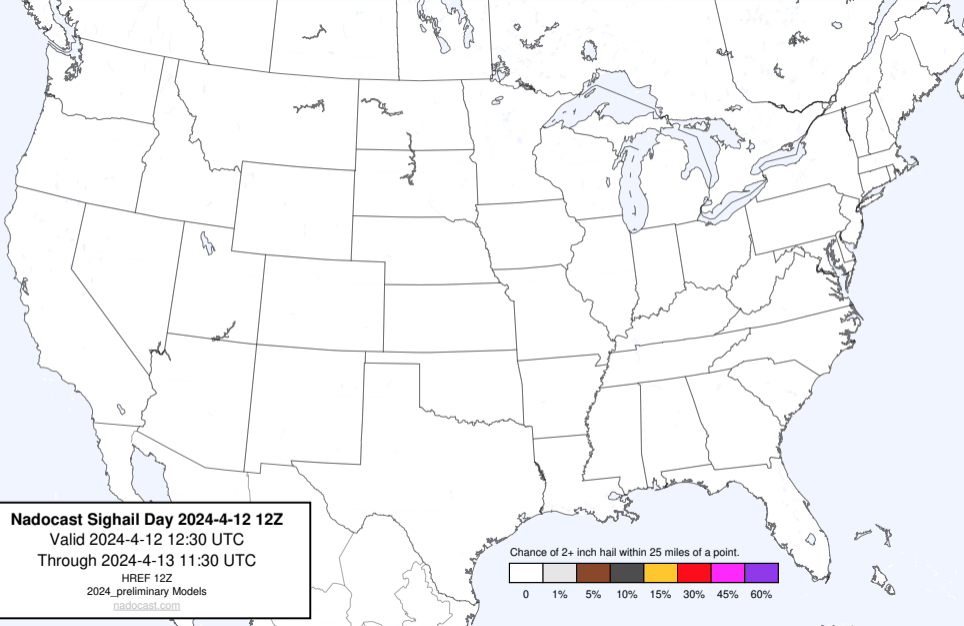 Nadocast Sighail Day 2024-4-12 12Z
Valid 2024-4-12 12:30 UTC
Through 2024-4-13 11:30 UTC
HREF 12Z
2024_preliminary Models
nadocast.com
Chance of 2+ inch hail within 25 miles of a point.
0 1% 5% 10% 15% 30% 45% 60%